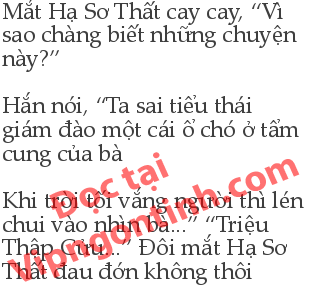 Mắt Hạ Sơ Thất cay cay, “Vì
sao chàng biết những chuyện
này?”
Hắn nói, “Ta sai tiểu thái
giám đào một cái ổ chó ở tẩm
cung của bà
Khi trời tối vắng người thì lén
chui vào nhìn bà...” “Triệu
Thập Cửu...” Đôi mắt Hạ Sơ
Thất đau đớn không thôi
Đọc tại
Vipngontinh.com